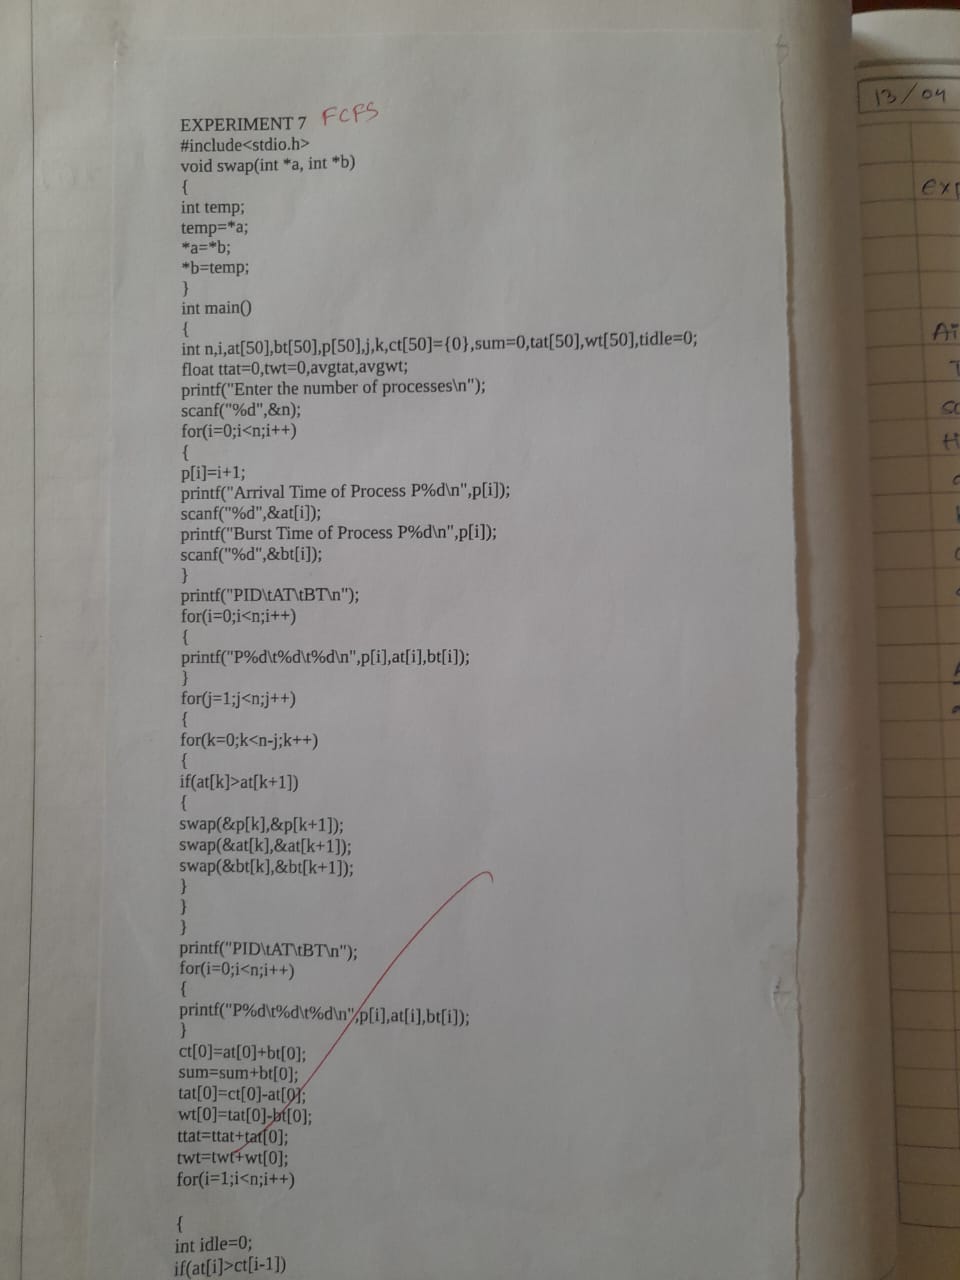 EXPERIMENT 7 FCFS
#include<stdio.h>
void swap(int *a, int *b)
{
int temp;
temp=*a;
*a=*b;
*b=temp;
}
int main()
{
int n,i,at[50],bt[50],p[50],j,k,ct[50]={0},sum=0,tat[50],wt[50],tidle=0;
float ttat=0,twt=0,avgtat,avgwt;
printf("Enter the number of processes\n");
scanf("%d",&n);
for(i=0;i<n;i++)
{
p[i]=i+1;
printf("Arrival Time of Process P%d\n",p[i]);
scanf("%d",&at[i]);
printf("Burst Time of Process P%d\n",p[i]);
scanf("%d",&bt[i]);
}
printf("PID\tAT\tBT\n");
for(i=0;i<n;i++)
{
printf("P%d\t%d\t%d\n",p[i],at[i],bt[i]);
}
for(j=1;j<n;j++)
{
for(k=0;k<n-j;k++)
{
if(at[k]>at[k+1])
{
swap(&p[k],&p[k+1]);
swap(&at[k],&at[k+1]);
swap(&bt[k],&bt[k+1]);
}
}
}
printf("PID\tAT\tBT\n");
for(i=0;i<n;i++)
{
printf("P%d\t%d\t%d\n",p[i],at[i],bt[i]);
}
ct[0]=at[0]+bt[0];
sum=sum+bt[0];
tat[0]=ct[0]-at[0];
wt[0]=tat[0]-bt[0];
ttat=ttat+tat[0];
twt=twt+wt[0];
for(i=1;i<n;i++)
{
int idle=0;
if(at[i]>ct[i-1])
13/04